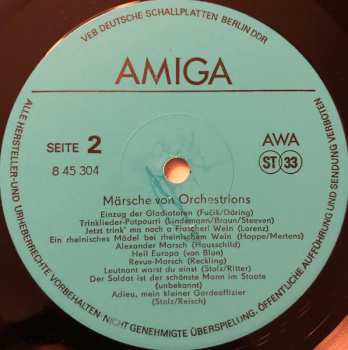 VEB DEUTSCHE SCHALLPLATTEN BERLIN DDR
AMIGA
SEITE 2
8 45 304
AWA
ST 33
Märsche von Orchestrions
Einzug der Gladiatoren (Fučik/Döring)
Trinklieder-Potpourri (Lindemann/Braun/Steeven)
Jetzt trink' ma noch a Flascherl Wein (Lorenz)
Ein rheinisches Mädel bei rheinischem Wein (Hoppe/Mertens)
Alexander Marsch (Hausschild)
Heil Europa (von Blon)
Revue-Marsch (Reckling)
Leutnant warst du einst (Stolz/Ritter)
Der Soldat ist der schönste Mann im Staate
(unbekannt)
Adieu, mein kleiner Gardeoffizier
(Stolz/Reisch)
ALLE HERSTELLER- UND URHEBERRECHTE VORBEHALTEN · NICHT GENEHMIGTE ÜBERSPIELUNG · ÖFFENTLICHE AUFFÜHRUNG UND SENDUNG VERBOTEN